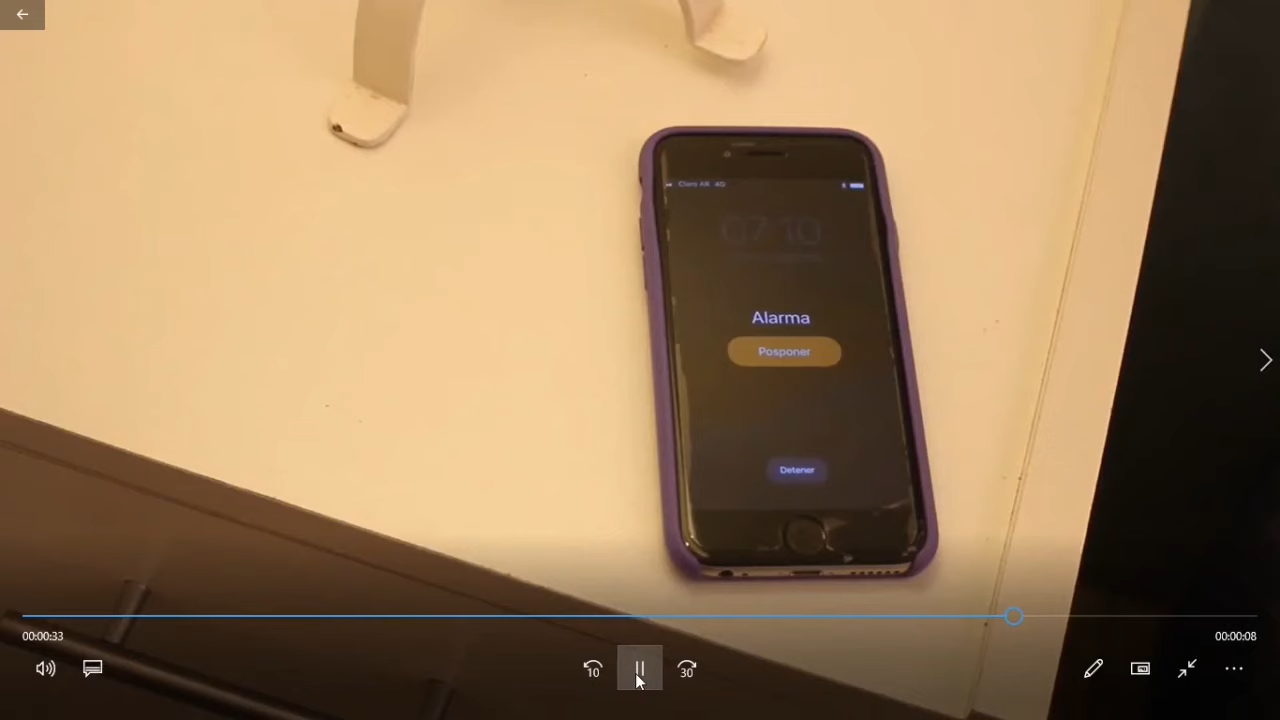 Claro AR 4G
07:10
Alarma
Posponer
Detener
00:00:33
00:00:08
10
30